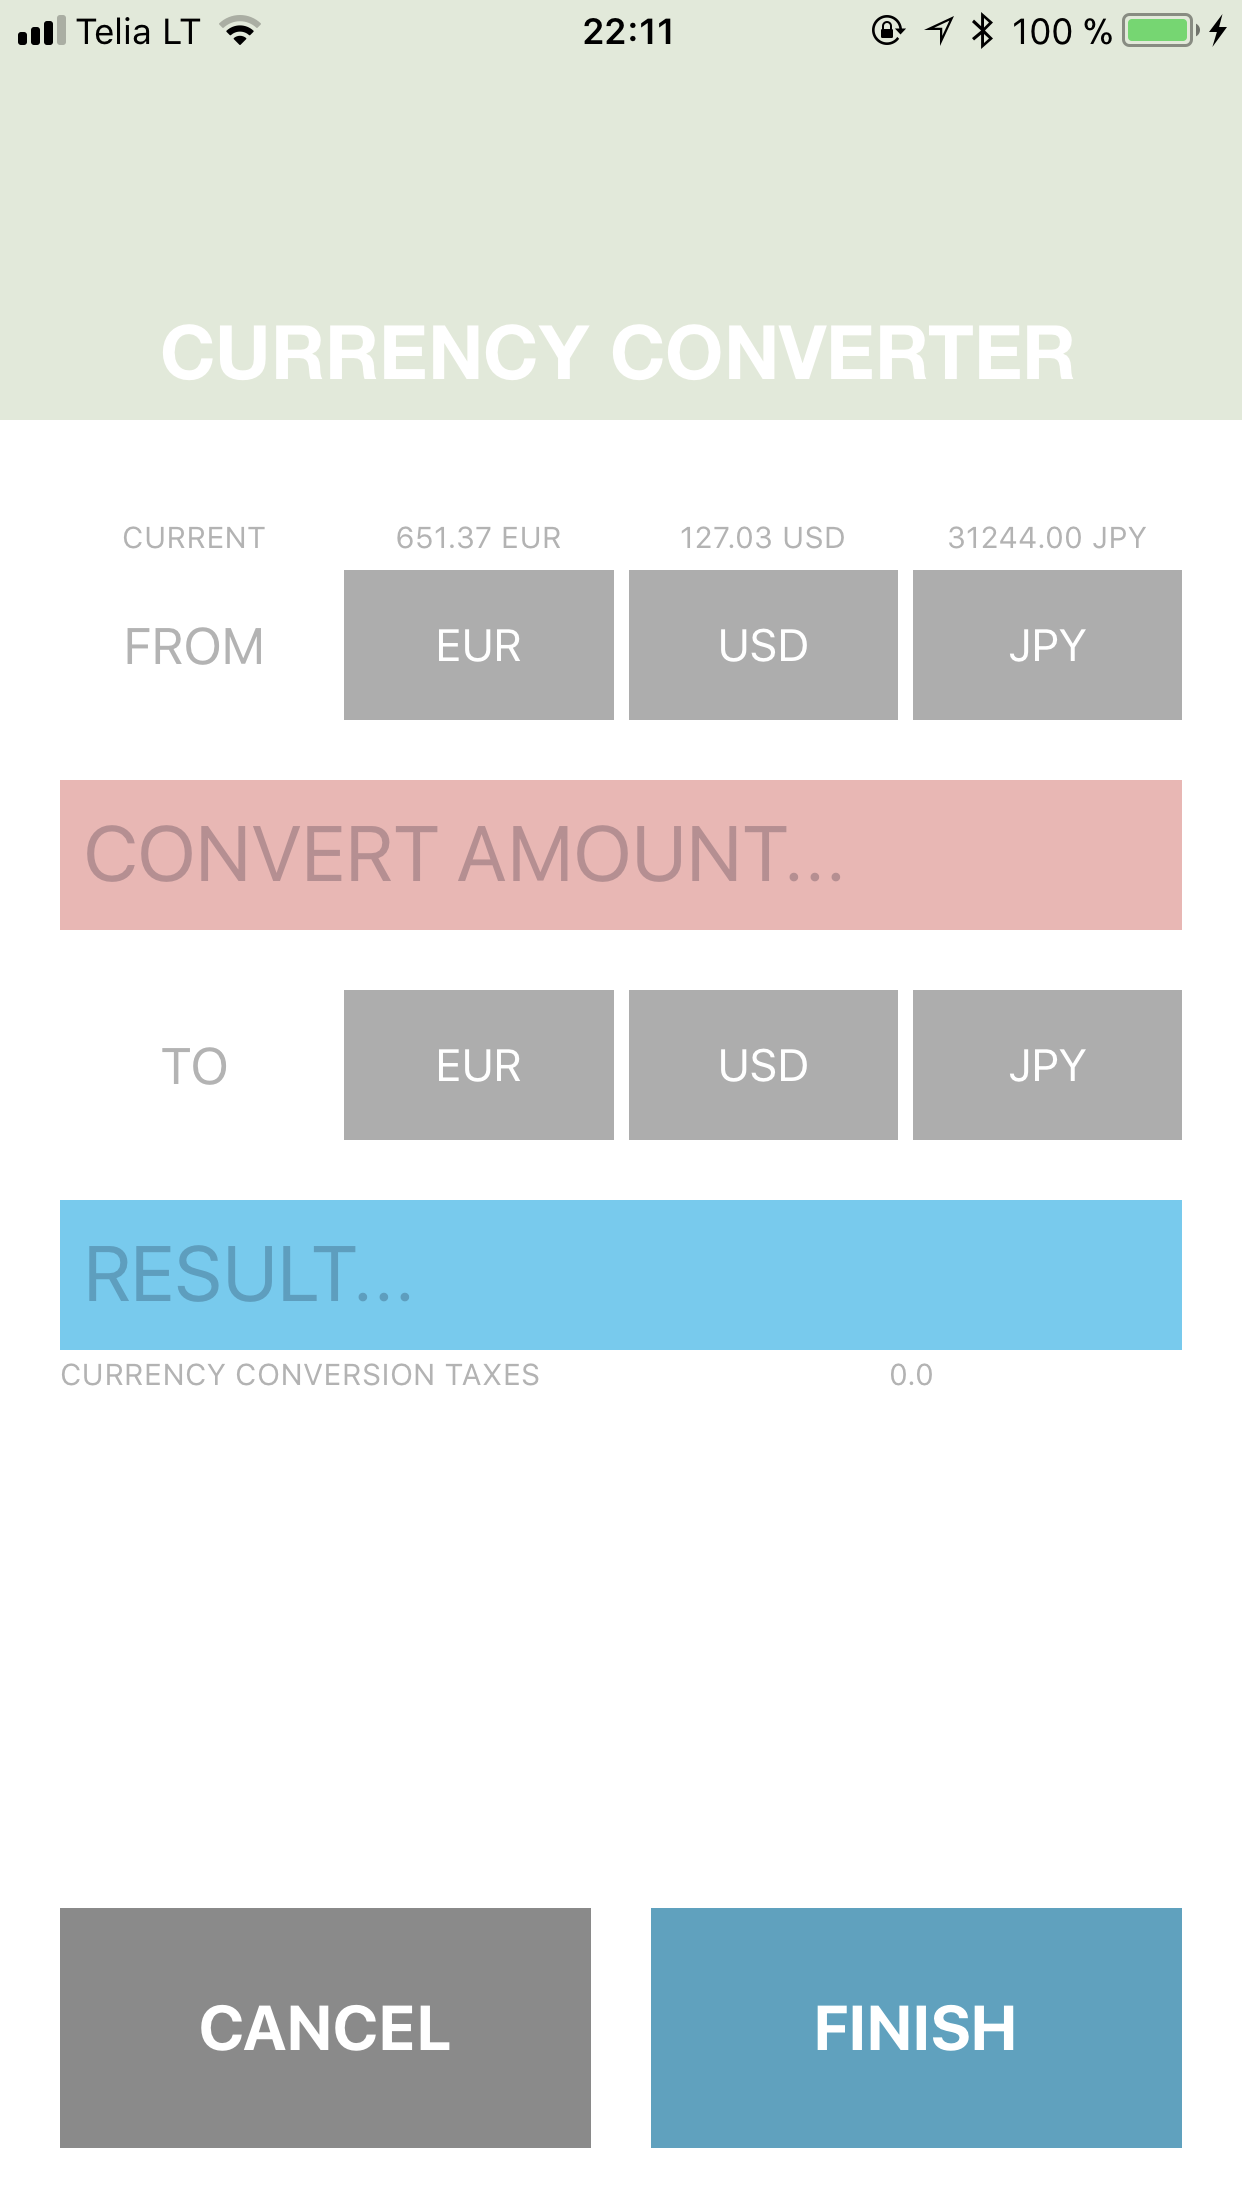 Telia LT 22:11 100 %
CURRENCY CONVERTER
CURRENT 651.37 EUR 127.03 USD 31244.00 JPY
FROM EUR USD JPY
CONVERT AMOUNT...
TO EUR USD JPY
RESULT...
CURRENCY CONVERSION TAXES 0.0
CANCEL FINISH